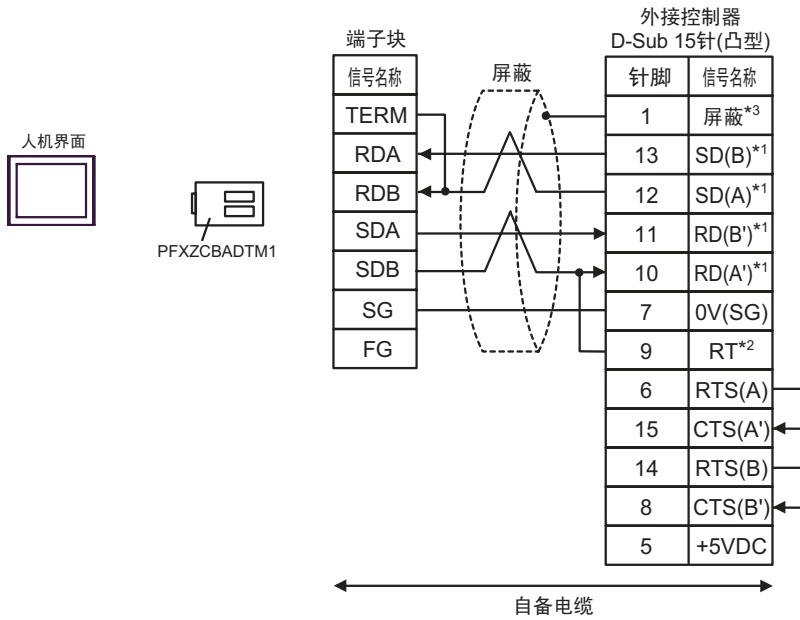 外接控制器
端子块
D-Sub 15针(凸型)
信号名称
屏蔽
针脚
信号名称
TERM
1
屏蔽*3
人机界面
RDA
13
SD(B)*1
RDB
12
SD(A)*1
SDA
11
RD(B')*1
PFXZCBADTM1
SDB
10
RD(A')*1
SG
7
0V(SG)
FG
9
RT*2
6
RTS(A)
15
CTS(A')
14
RTS(B)
8
CTS(B')
5
+5VDC
自备电缆